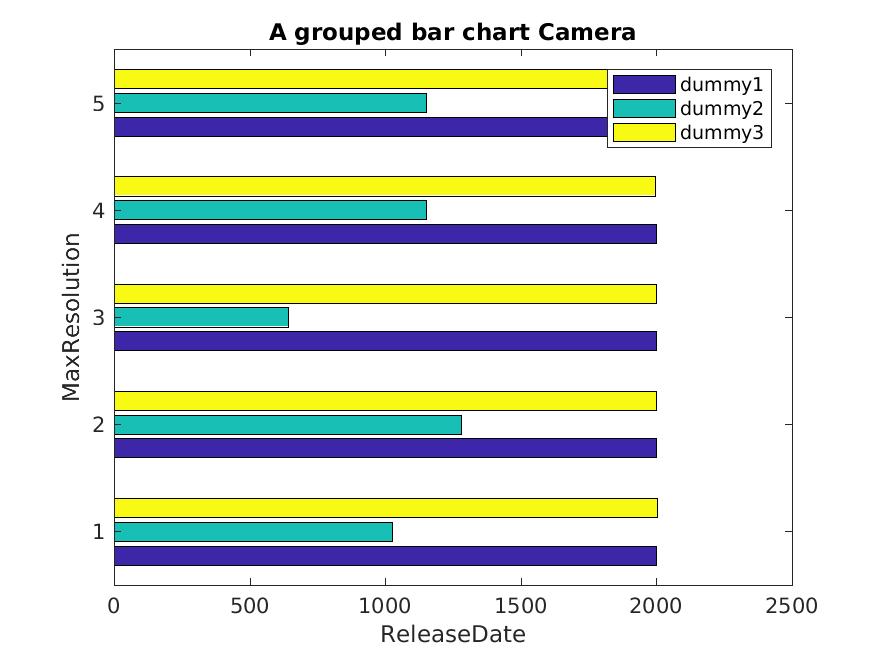 A grouped bar chart Camera
dummy1
dummy2
dummy3
5
4
3
2
1
MaxResolution
0 500 1000 1500 2000 2500
ReleaseDate